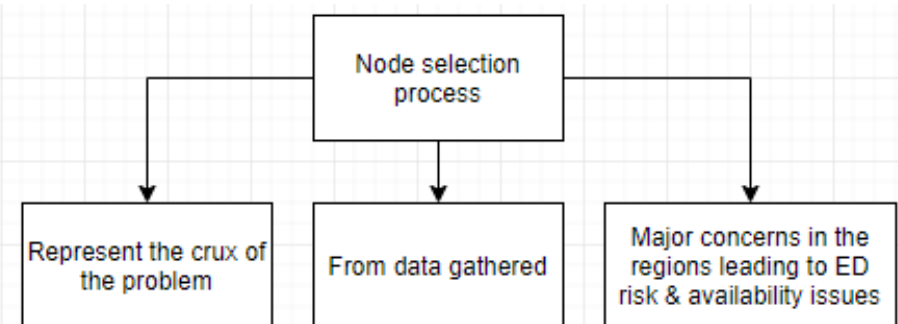 Node selection
process
Represent the crux of
the problem
From data gathered
Major concerns in the
regions leading to ED
risk & availability issues